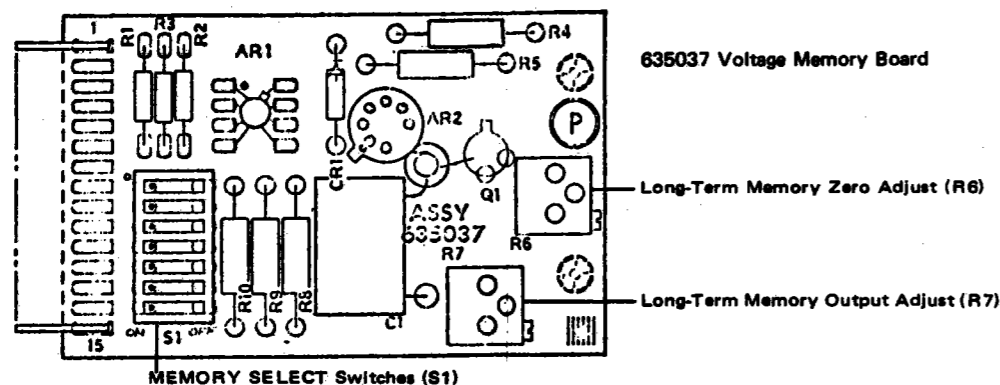 1
R1
R3
R2
AR1
R4
R5
635037 Voltage Memory Board
AR2
P
CR1
Q1
Long-Term Memory Zero Adjust (R6)
ASSY
635037
R6
R7
R10
R9
R8
C1
Long-Term Memory Output Adjust (R7)
15
ON
S1
OFF
MEMORY SELECT Switches (S1)